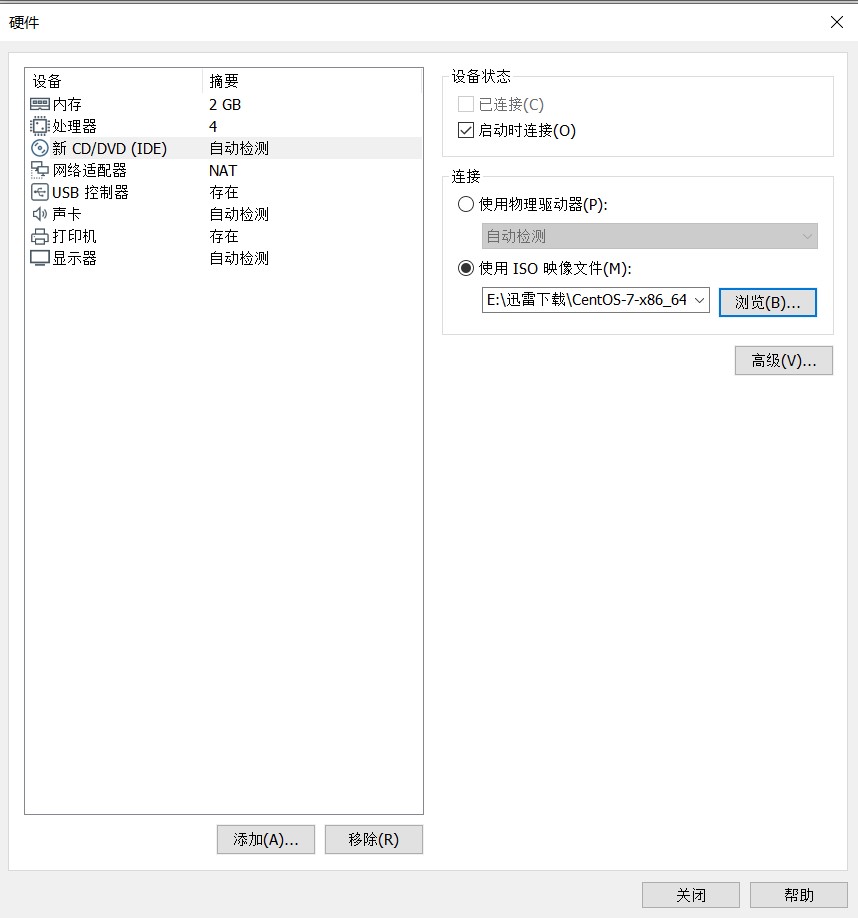 硬件
设备 摘要
内存 2 GB
处理器 4
新 CD/DVD (IDE) 自动检测
网络适配器 NAT
USB 控制器 存在
声卡 自动检测
打印机 存在
显示器 自动检测
添加(A)... 移除(R)
设备状态
已连接(C)
启动时连接(O)
连接
使用物理驱动器(P):
自动检测
使用 ISO 映像文件(M):
E:\迅雷下载\CentOS-7-x86_64 浏览(B)...
高级(V)...
关闭 帮助